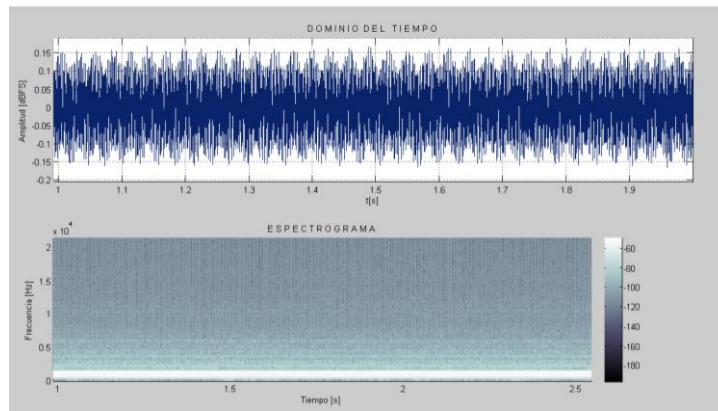 DOMINIO DEL TIEMPO
Amplitud [dBFS]
0.15
0.1
0.05
0
-0.05
-0.1
-0.15
-0.2
1 1.1 1.2 1.3 1.4 1.5 1.6 1.7 1.8 1.9
t[s]
ESPECTROGRAMA
x 10^4
Frecuencia [Hz]
2
1.5
1
0.5
0
1 1.5 2 2.5
Tiempo [s]
-60
-80
-100
-120
-140
-160
-180